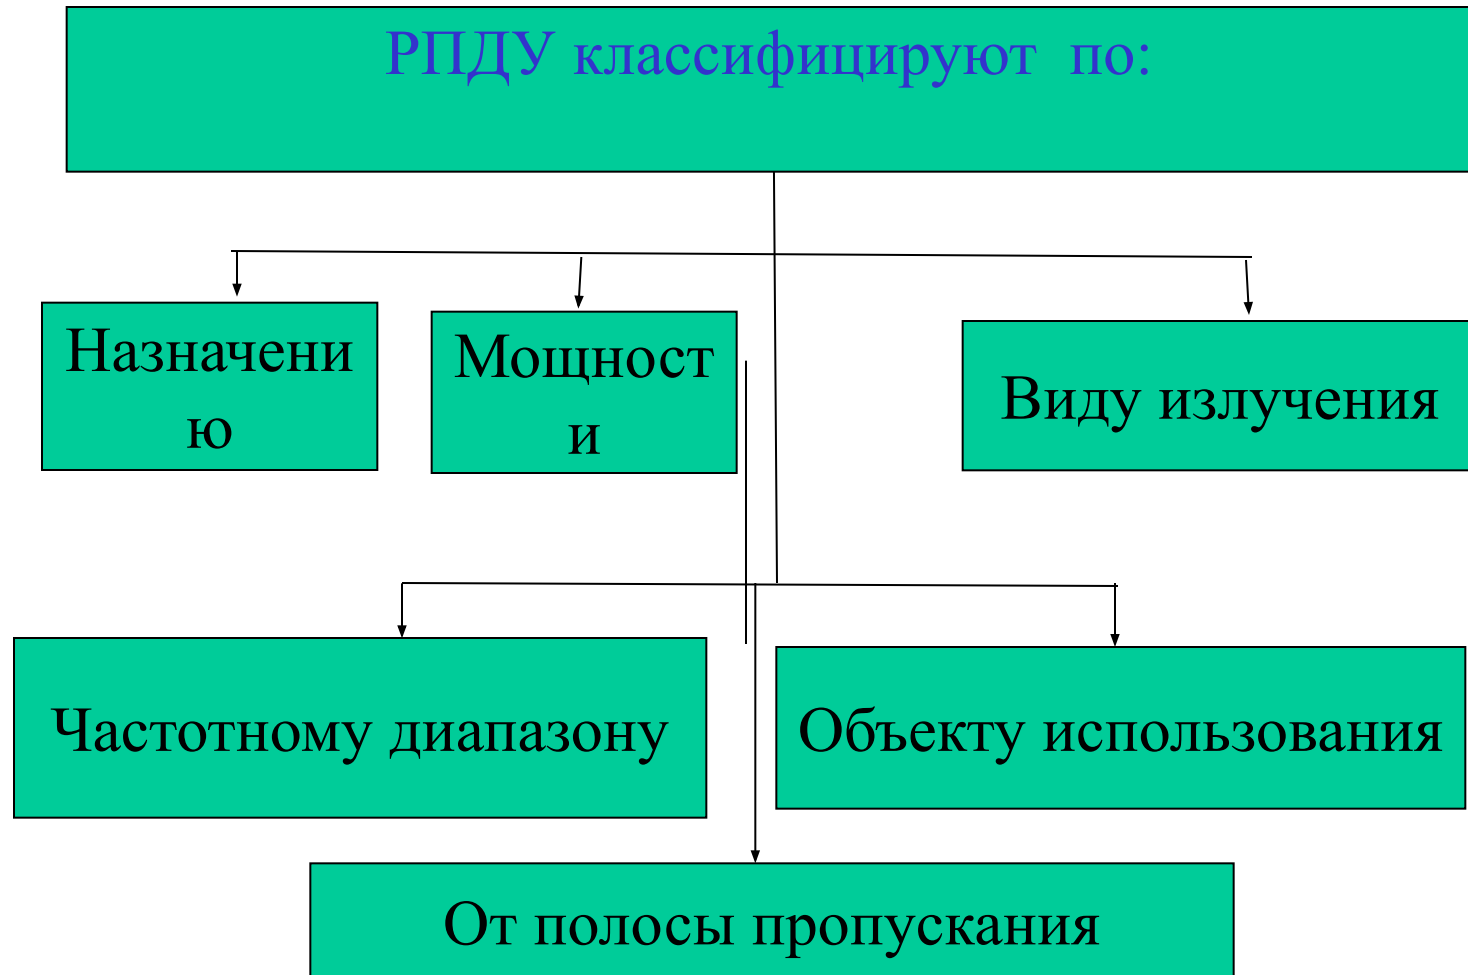 РПДУ классифицируют по:
Назначени
ю
Мощност
и
Виду излучения
Частотному диапазону
Объекту использования
От полосы пропускания